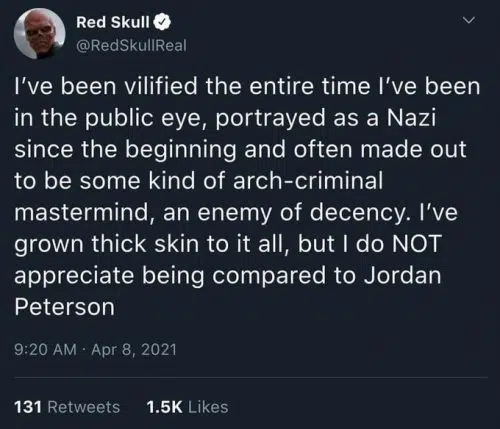 Red Skull
@RedSkullReal
I’ve been vilified the entire time I’ve been
in the public eye, portrayed as a Nazi
since the beginning and often made out
to be some kind of arch-criminal
mastermind, an enemy of decency. I’ve
grown thick skin to it all, but I do NOT
appreciate being compared to Jordan
Peterson
9:20 AM · Apr 8, 2021
131 Retweets 1.5K Likes